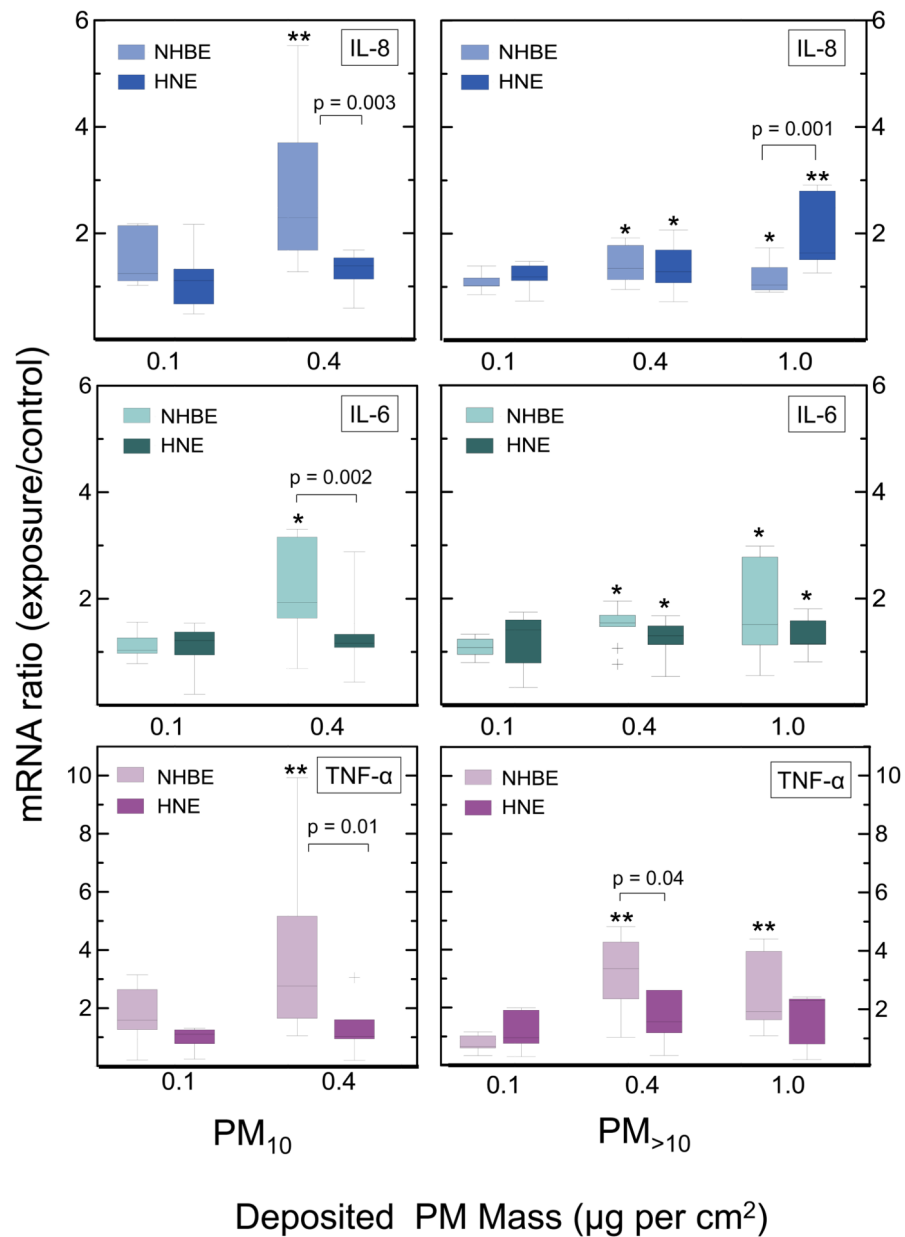 mRNA ratio (exposure/control)
6
4
2
NHBE
HNE
IL-8
**
p = 0.003
0.1
0.4
NHBE
HNE
IL-8
p = 0.001
*
*
*
**
6
4
2
0.1
0.4
1.0
6
4
2
NHBE
HNE
IL-6
p = 0.002
*
0.1
0.4
NHBE
HNE
IL-6
*
*
*
*
6
4
2
0.1
0.4
1.0
10
8
6
4
2
NHBE
HNE
TNF-α
**
p = 0.01
0.1
0.4
NHBE
HNE
TNF-α
p = 0.04
**
**
10
8
6
4
2
0.1
0.4
1.0
PM10
PM>10
Deposited PM Mass (µg per cm²)